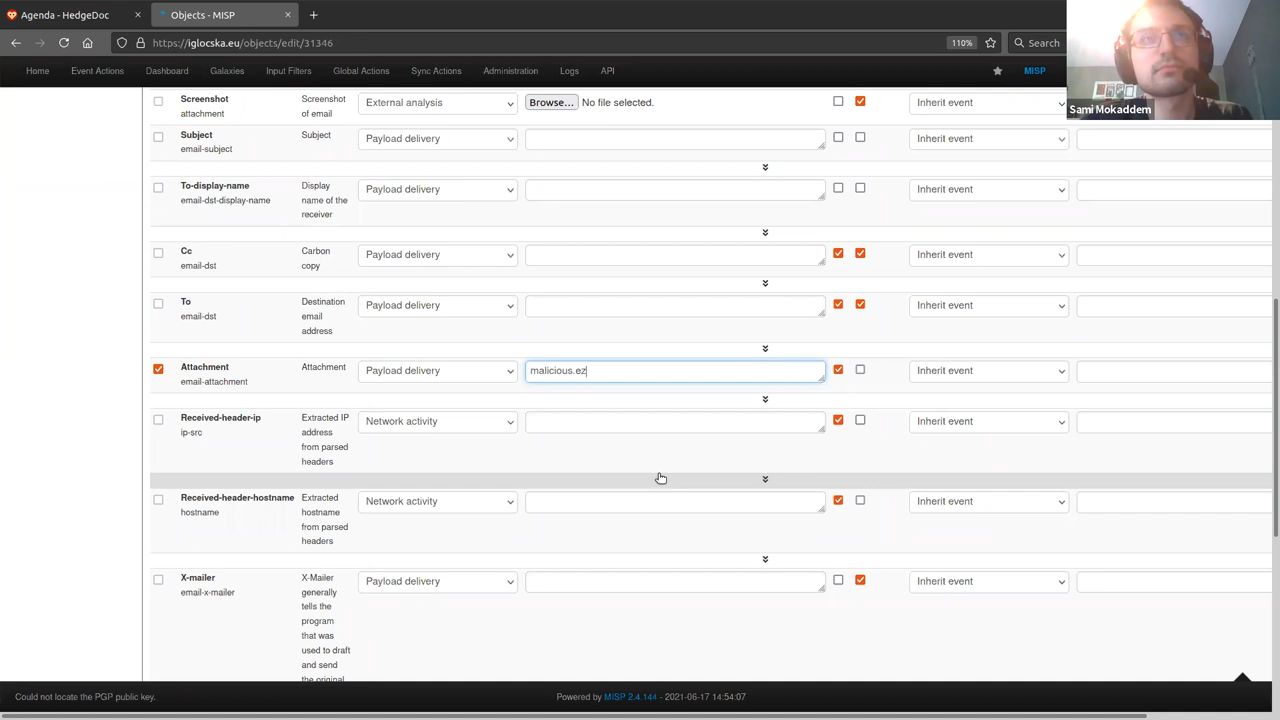 Agenda - HedgeDoc
Objects - MISP
https://iglocska.eu/objects/edit/31346
110%
Search
Home
Event Actions
Dashboard
Galaxies
Input Filters
Global Actions
Sync Actions
Administration
Logs
API
MISP
Sami Mokaddem
Screenshot
attachment
Screenshot
of email
External analysis
Browse...
No file selected.
Inherit event
Subject
email-subject
Subject
Payload delivery
Inherit event
To-display-name
email-dst-display-name
Display
name of the
receiver
Payload delivery
Inherit event
Cc
email-dst
Carbon
copy
Payload delivery
Inherit event
To
email-dst
Destination
email
address
Payload delivery
Inherit event
Attachment
email-attachment
Attachment
Payload delivery
malicious.ez
Inherit event
Received-header-ip
ip-src
Extracted IP
address
from parsed
headers
Network activity
Inherit event
Received-header-hostname
hostname
Extracted
hostname
from parsed
headers
Network activity
Inherit event
X-mailer
email-x-mailer
X-Mailer
generally
tells the
program
that was
used to draft
and send
the original
Payload delivery
Inherit event
Could not locate the PGP public key.
Powered by MISP 2.4.144 - 2021-06-17 14:54:07